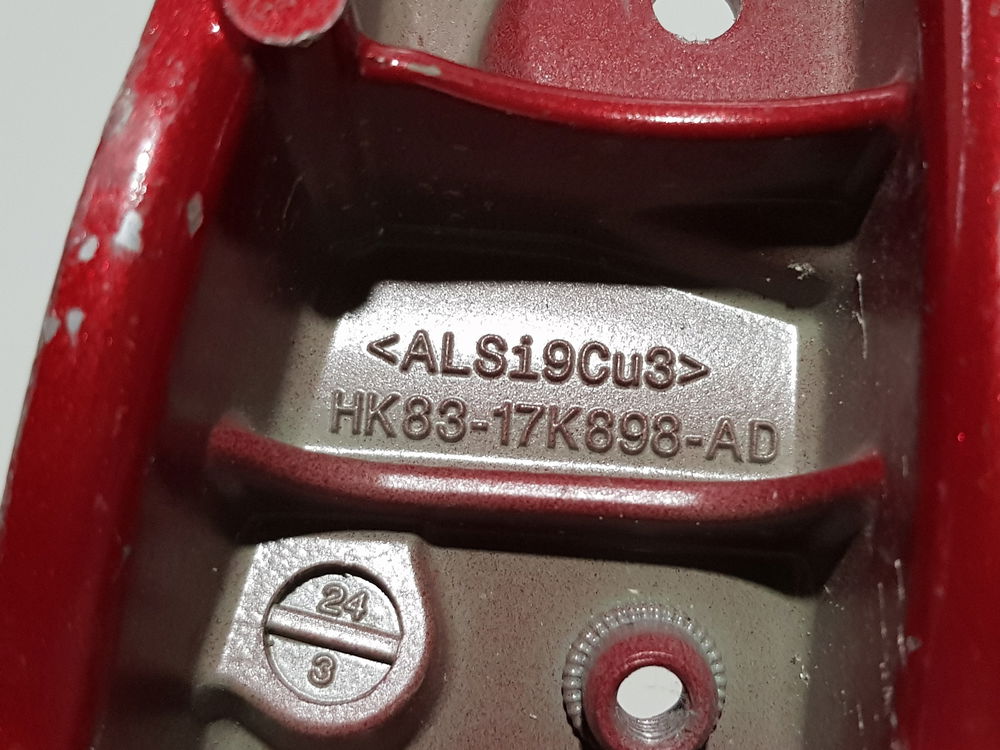 <ALSi9Cu3>
HK83-17K898-AD
24
3